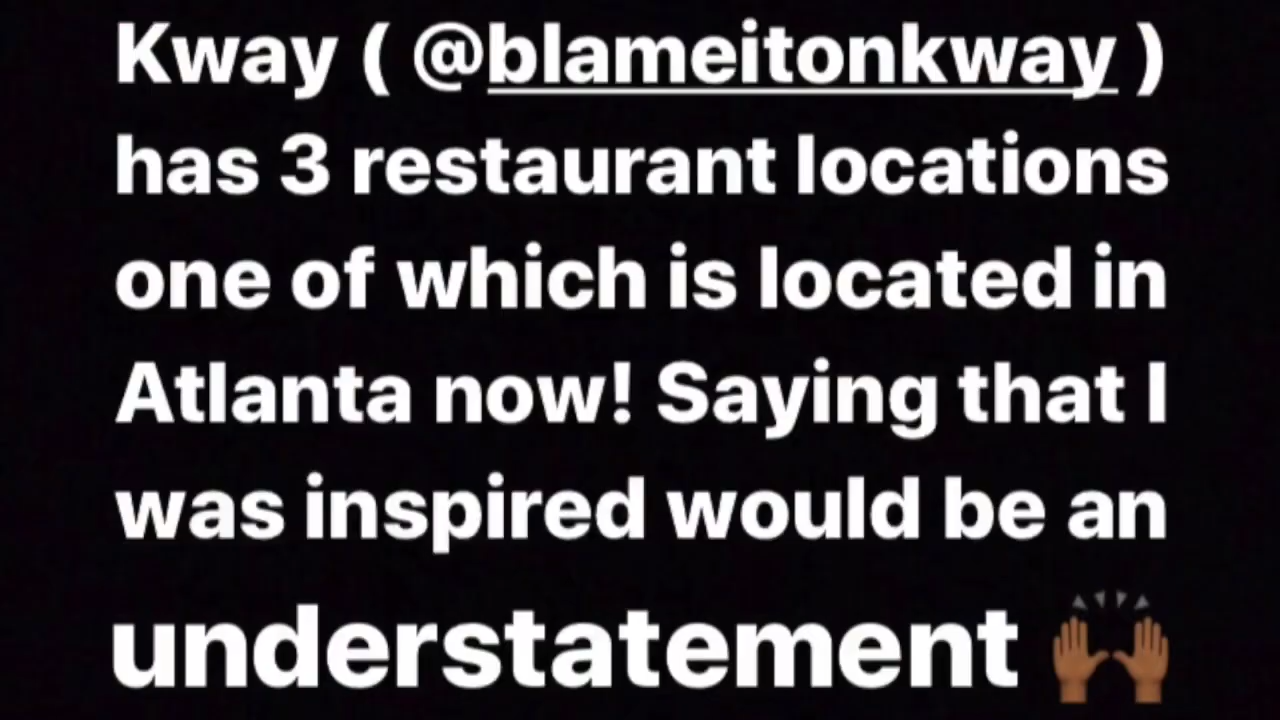 Kway ( @blameitonkway )
has 3 restaurant locations
one of which is located in
Atlanta now! Saying that I
was inspired would be an
understatement 🙌🏾